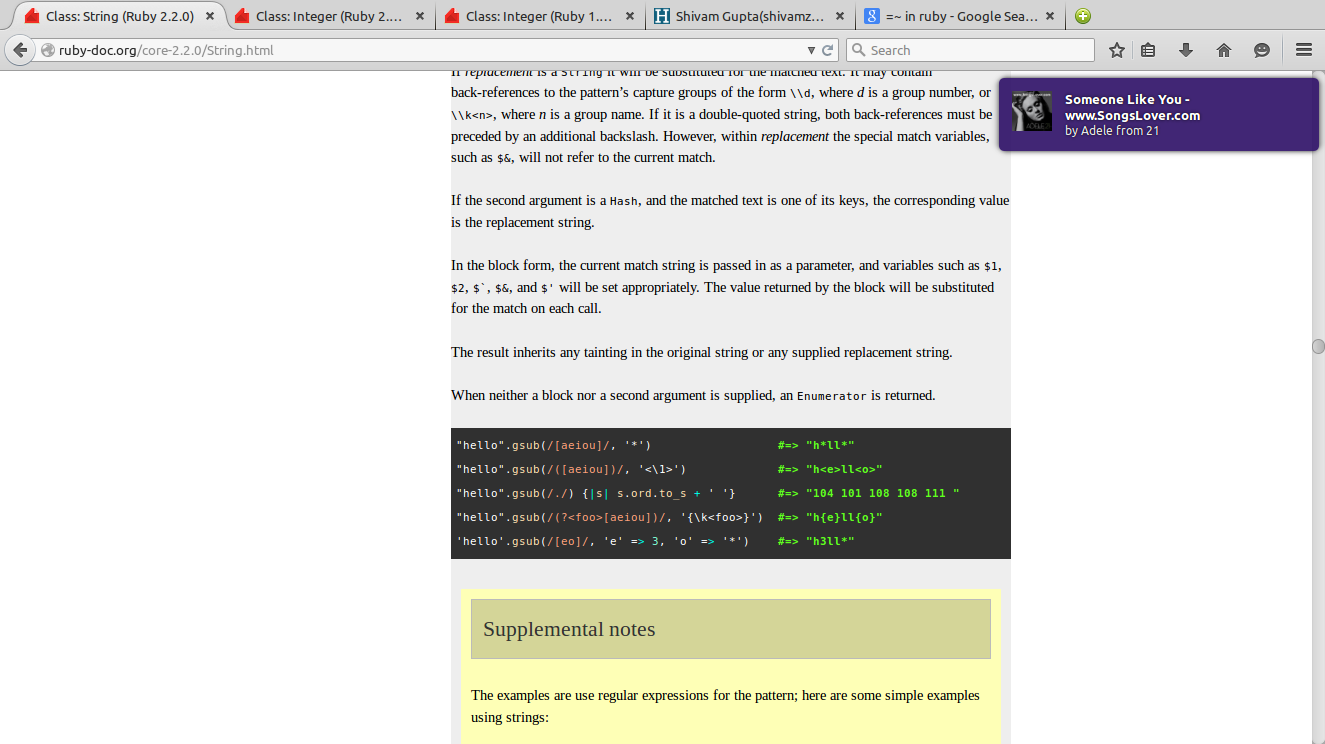 Class: String (Ruby 2.2.0)
Class: Integer (Ruby 2....
Class: Integer (Ruby 1....
Shivam Gupta(shivamz...
=~ in ruby - Google Sea...
ruby-doc.org/core-2.2.0/String.html
Search
If replacement is a String it will be substituted for the matched text. It may contain
back-references to the pattern’s capture groups of the form \\d, where d is a group number, or
\\k<n>, where n is a group name. If it is a double-quoted string, both back-references must be
preceded by an additional backslash. However, within replacement the special match variables,
such as $&, will not refer to the current match.
Someone Like You -
www.SongsLover.com
by Adele from 21
If the second argument is a Hash, and the matched text is one of its keys, the corresponding value
is the replacement string.
In the block form, the current match string is passed in as a parameter, and variables such as $1,
$2, $`, $&, and $' will be set appropriately. The value returned by the block will be substituted
for the match on each call.
The result inherits any tainting in the original string or any supplied replacement string.
When neither a block nor a second argument is supplied, an Enumerator is returned.
"hello".gsub(/[aeiou]/, '*')                  #=> "h*ll*"
"hello".gsub(/([aeiou])/, '<\1>')             #=> "h<e>ll<o>"
"hello".gsub(/./) {|s| s.ord.to_s + ' '}      #=> "104 101 108 108 111 "
"hello".gsub(/(?<foo>[aeiou])/, '{\k<foo>}')  #=> "h{e}ll{o}"
'hello'.gsub(/[eo]/, 'e' => 3, 'o' => '*')    #=> "h3ll*"
Supplemental notes
The examples are use regular expressions for the pattern; here are some simple examples
using strings: